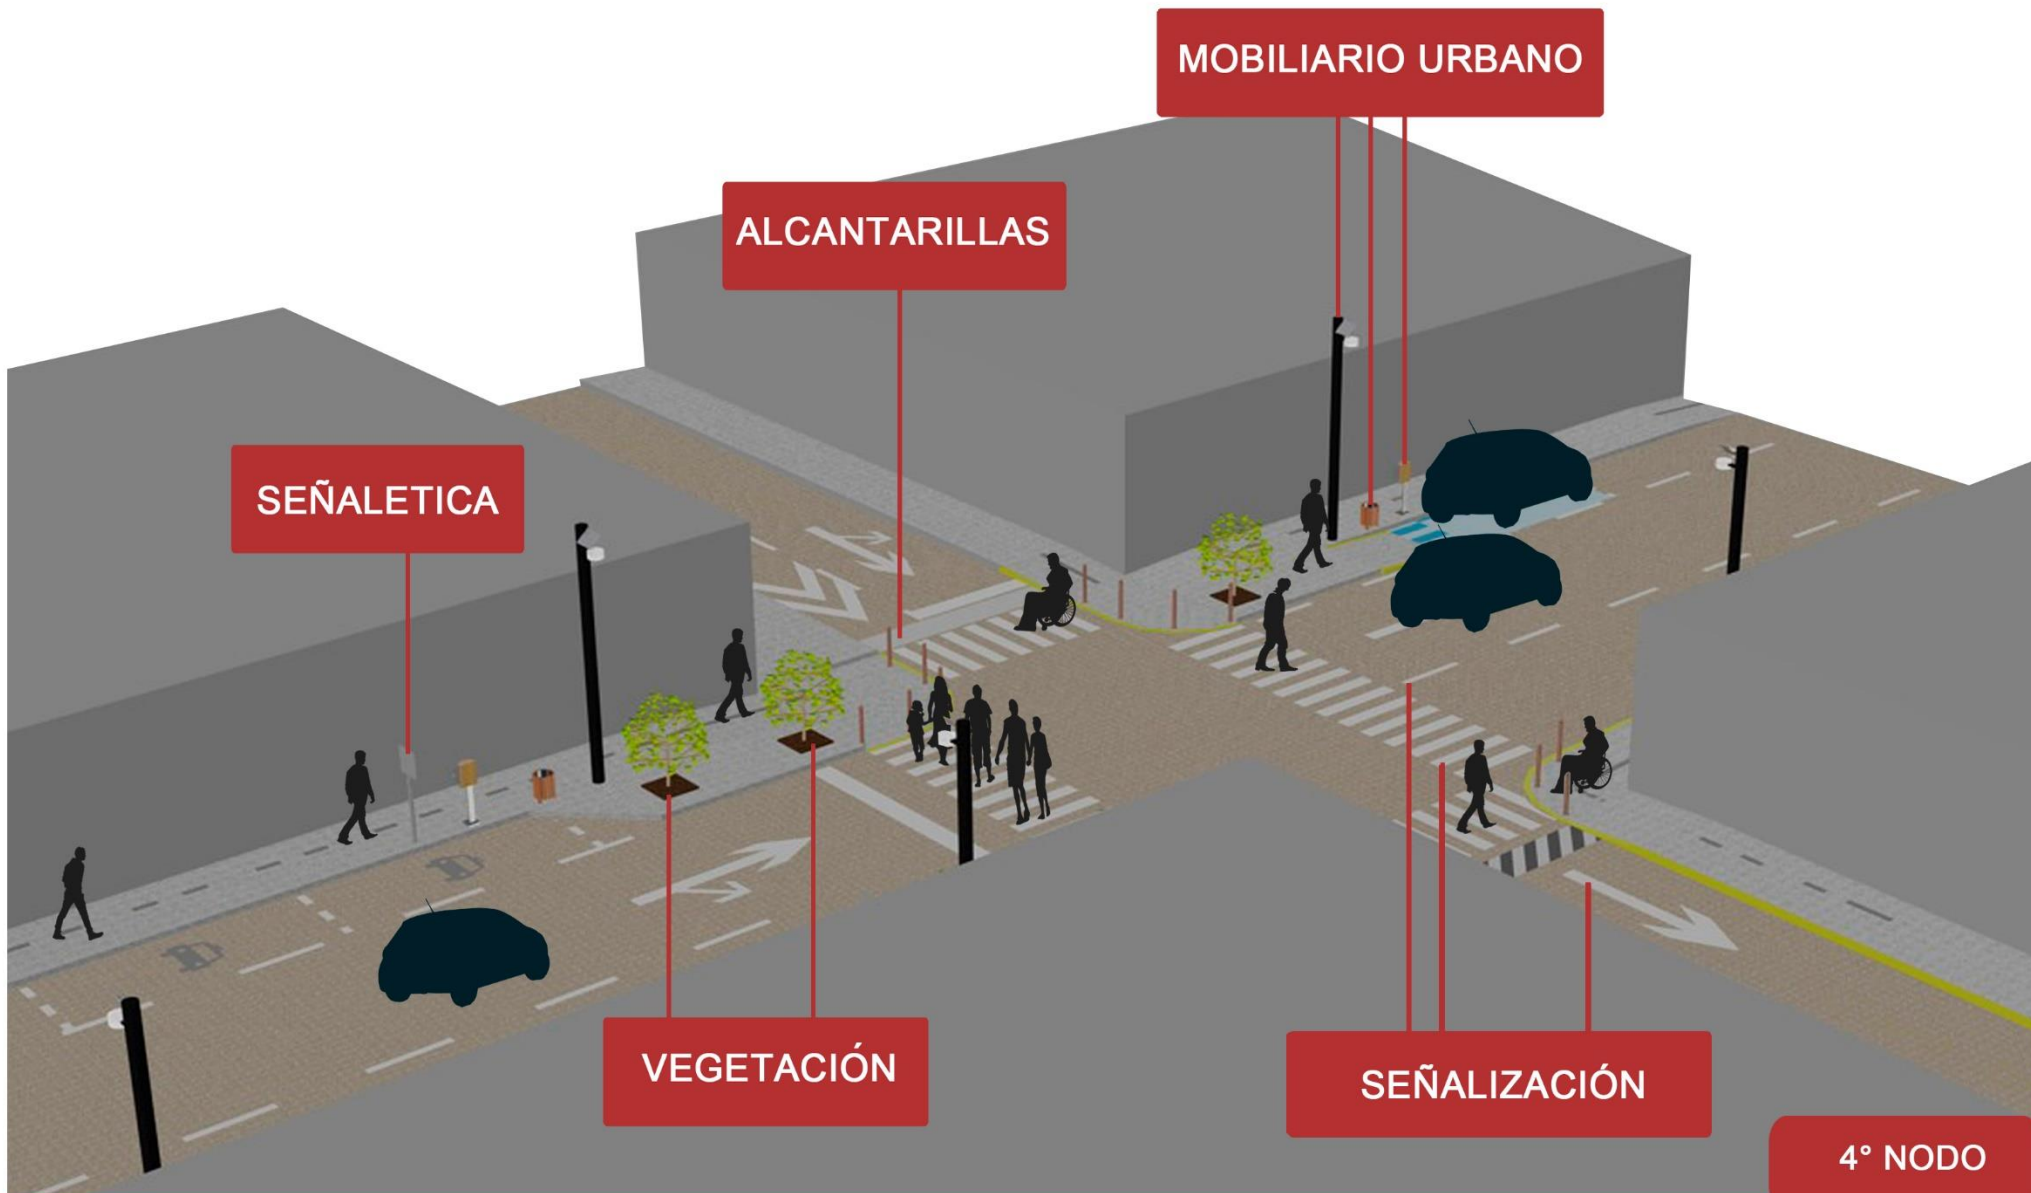 MOBILIARIO URBANO
ALCANTARILLAS
SEÑALETICA
VEGETACIÓN
SEÑALIZACIÓN
4° NODO